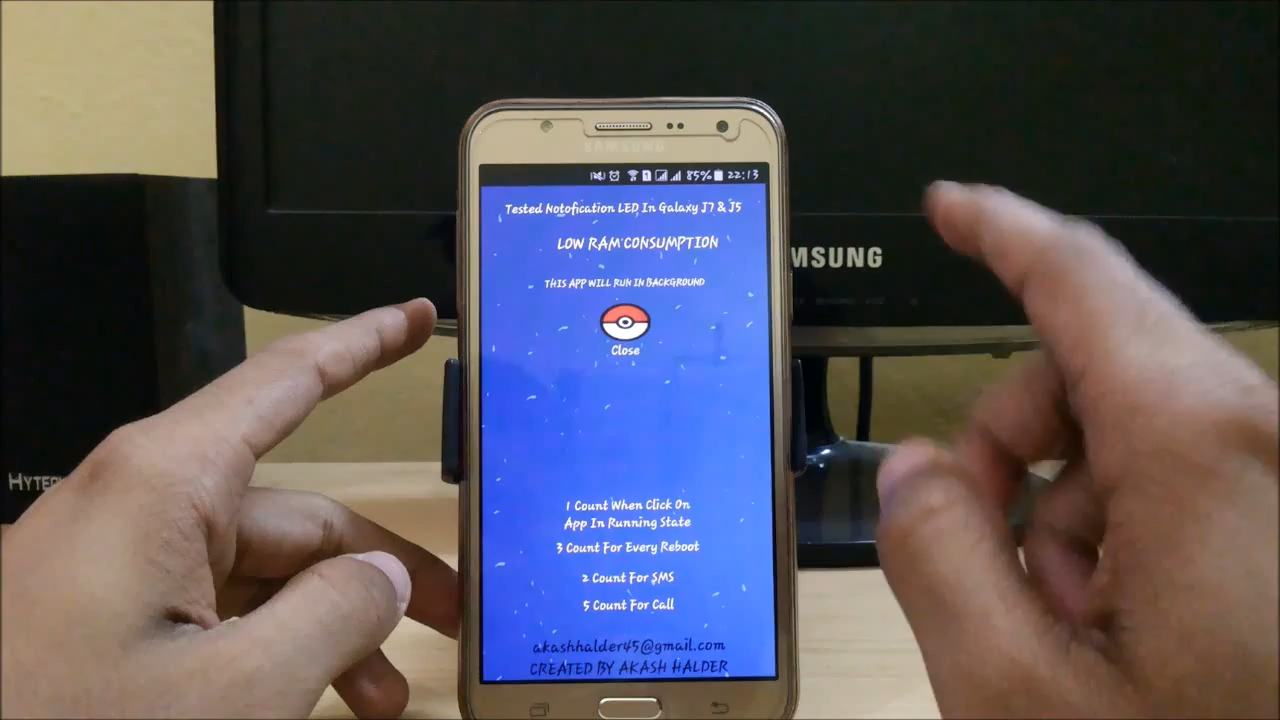 SAMSUNG
1 85% 22:13
Tested Notofication LED In Galaxy J7 & J5
LOW RAM CONSUMPTION
THIS APP WILL RUN IN BACKGROUND
Close
1 Count When Click On
App In Running State
3 Count For Every Reboot
2 Count For SMS
5 Count For Call
akashhalder45@gmail.com
CREATED BY AKASH HALDER
MSUNG